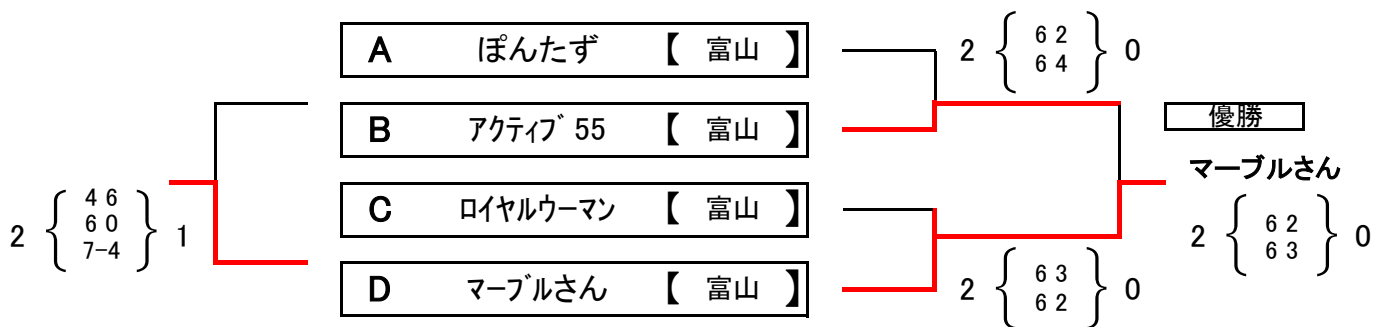 A ぽんたず 【 富山 】
B アクティブ 55 【 富山 】
C ロイヤルウーマン 【 富山 】
D マーブルさん 【 富山 】
2 { 4 6 6 0 7-4 } 1
2 { 6 2 6 4 } 0
2 { 6 3 6 2 } 0
優勝
マーブルさん
2 { 6 2 6 3 } 0